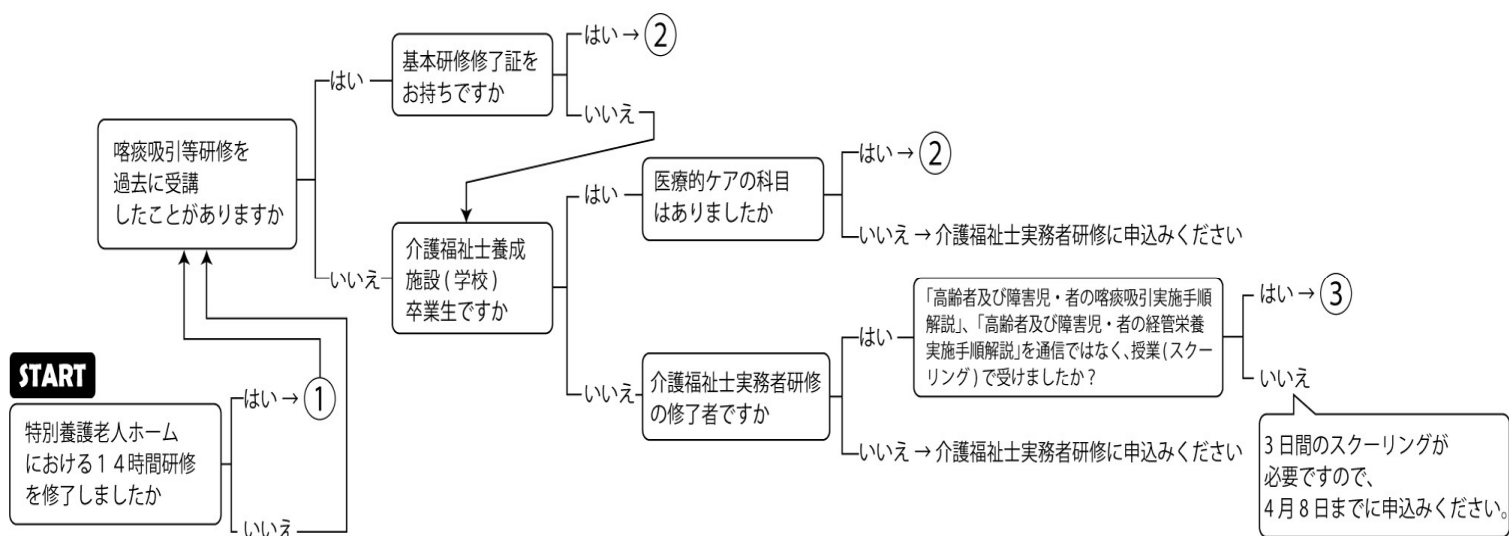 START
特別養護老人ホーム
における１４時間研修
を修了しましたか
はい→①
いいえ
喀痰吸引等研修を
過去に受講
したことがありますか
はい
いいえ
基本研修修了証を
お持ちですか
はい→②
いいえ
介護福祉士養成
施設(学校)
卒業生ですか
はい
いいえ
医療的ケアの科目
はありましたか
はい→②
いいえ→介護福祉士実務者研修に申込みください
介護福祉士実務者研修
の修了者ですか
はい
いいえ→介護福祉士実務者研修に申込みください
「高齢者及び障害児・者の喀痰吸引実施手順
解説」、「高齢者及び障害児・者の経管栄養
実施手順解説」を通信ではなく、授業(スクー
リング)で受けましたか？
はい→③
いいえ
3日間のスクーリングが
必要ですので、
4月8日までに申込みください。